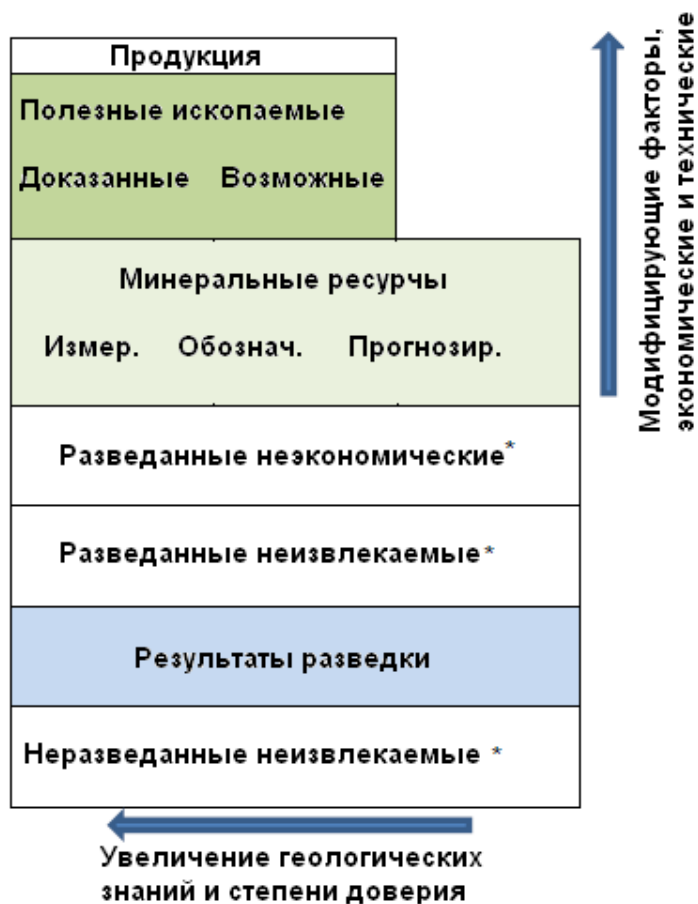 Продукция
Полезные ископаемые
Доказанные Возможные
Минеральные ресурчы
Измер. Обознач. Прогнозир.
Разведанные неэкономические*
Разведанные неизвлекаемые*
Результаты разведки
Неразведанные неизвлекаемые *
Увеличение геологических
знаний и степени доверия
Модифицирующие факторы,
экономические и технические